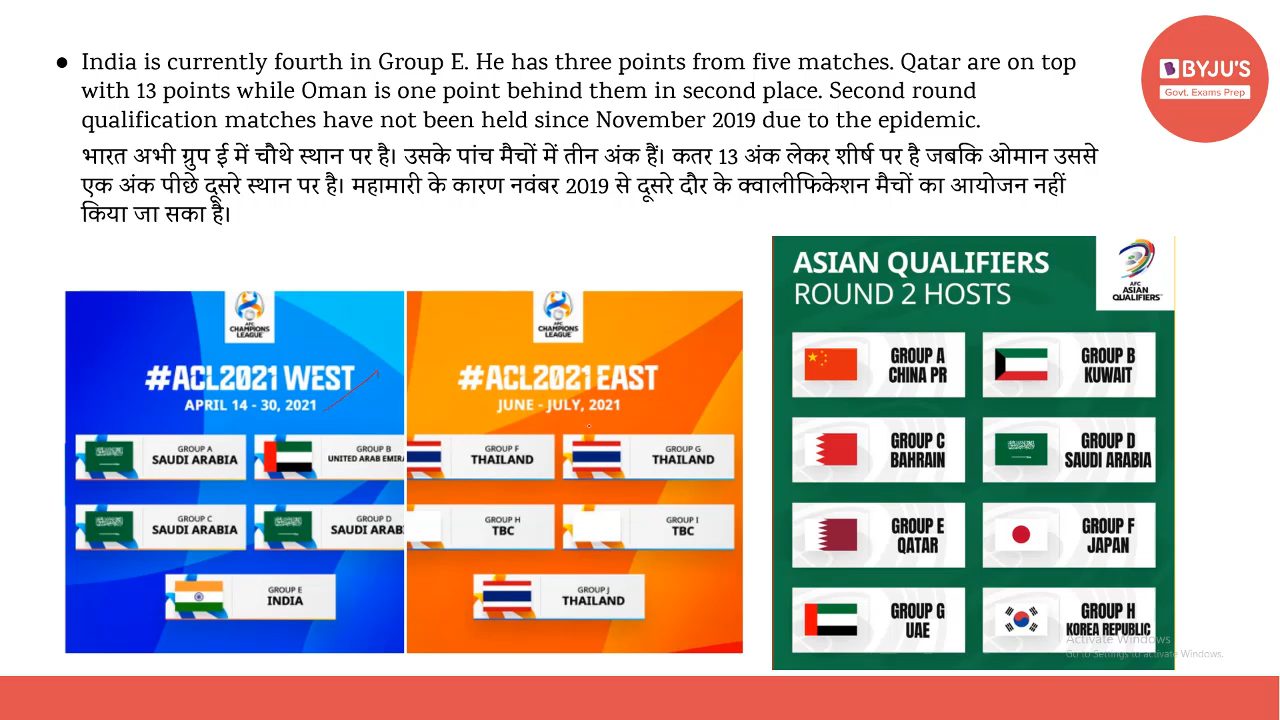 ● India is currently fourth in Group E. He has three points from five matches. Qatar are on top
with 13 points while Oman is one point behind them in second place. Second round
qualification matches have not been held since November 2019 due to the epidemic.
भारत अभी ग्रुप ई में चौथे स्थान पर है। उसके पांच मैचों में तीन अंक हैं। कतर 13 अंक लेकर शीर्ष पर है जबकि ओमान उससे
एक अंक पीछे दूसरे स्थान पर है। महामारी के कारण नवंबर 2019 से दूसरे दौर के क्वालीफिकेशन मैचों का आयोजन नहीं
किया जा सका है।
BYJU'S
Govt. Exams Prep
AFC
CHAMPIONS
LEAGUE
#ACL2021 WEST
APRIL 14 - 30, 2021
GROUP A
SAUDI ARABIA
GROUP B
UNITED ARAB EMIRA
GROUP C
SAUDI ARABIA
GROUP D
SAUDI ARAB
GROUP E
INDIA
AFC
CHAMPIONS
LEAGUE
#ACL2021 EAST
JUNE - JULY, 2021
GROUP F
THAILAND
GROUP G
THAILAND
GROUP H
TBC
GROUP I
TBC
GROUP J
THAILAND
ASIAN QUALIFIERS
ROUND 2 HOSTS
AFC
ASIAN
QUALIFIERS
GROUP A
CHINA PR
GROUP B
KUWAIT
GROUP C
BAHRAIN
GROUP D
SAUDI ARABIA
GROUP E
QATAR
GROUP F
JAPAN
GROUP G
UAE
GROUP H
KOREA REPUBLIC
Activate Windows
Go to Settings to activate Windows.